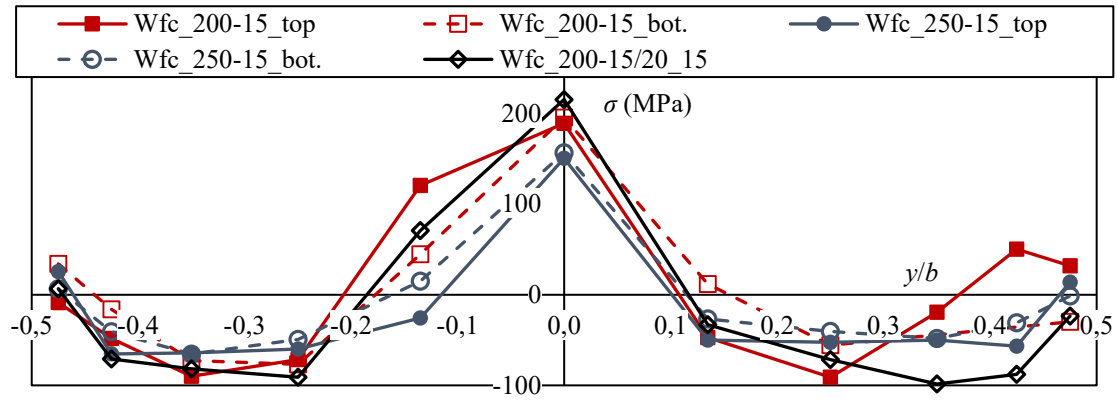 Wfc_200-15_top Wfc_200-15_bot. Wfc_250-15_top
Wfc_250-15_bot. Wfc_200-15/20_15
σ (MPa)
200
100
y/b
0
-0,5 -0,4 -0,3 -0,2 -0,1 0,0 0,1 0,2 0,3 0,4 0,5
-100